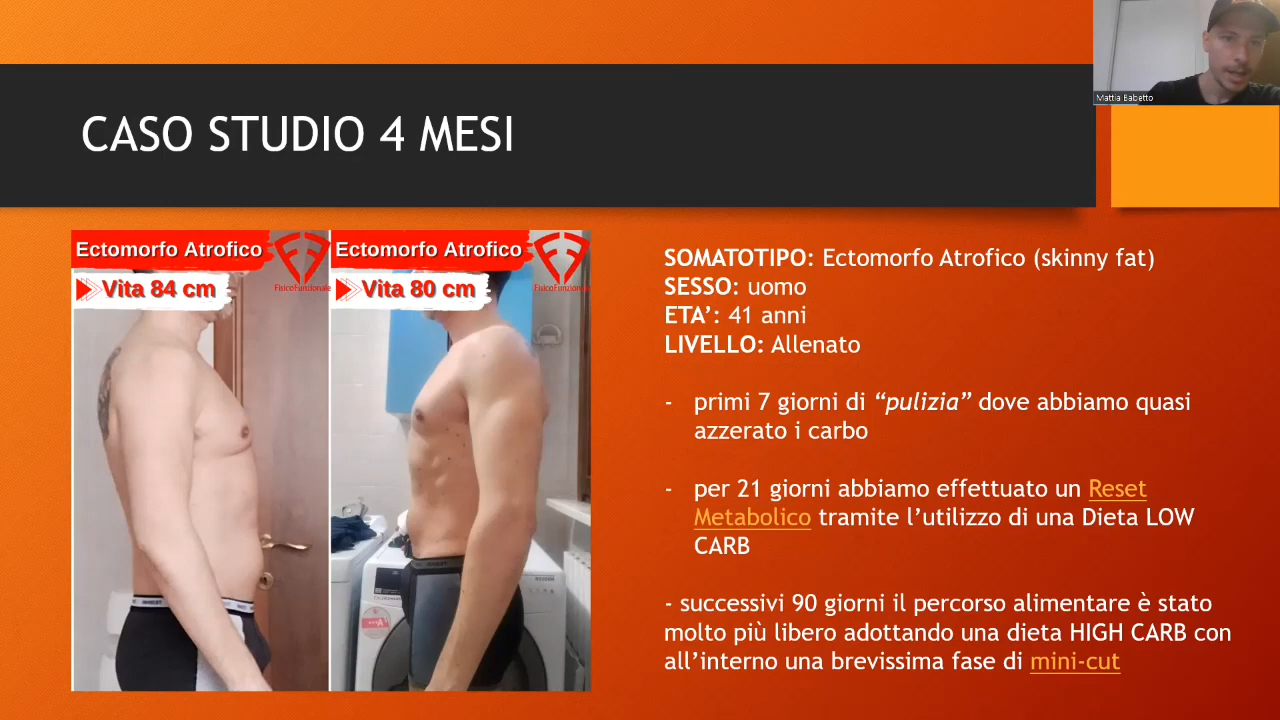 Mattia Babetto
CASO STUDIO 4 MESI
Ectomorfo Atrofico
Vita 84 cm
FisicoFunzionale
Ectomorfo Atrofico
Vita 80 cm
FisicoFunzionale
SOMATOTIPO: Ectomorfo Atrofico (skinny fat)
SESSO: uomo
ETA’: 41 anni
LIVELLO: Allenato
- primi 7 giorni di “pulizia” dove abbiamo quasi
azzerato i carbo
- per 21 giorni abbiamo effettuato un Reset
Metabolico tramite l’utilizzo di una Dieta LOW
CARB
- successivi 90 giorni il percorso alimentare è stato
molto più libero adottando una dieta HIGH CARB con
all’interno una brevissima fase di mini-cut